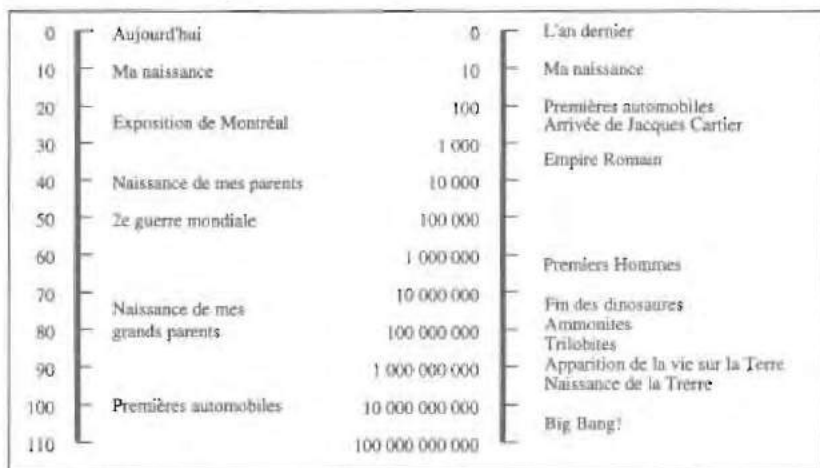 0 Aujourd'hui
10 Ma naissance
20
Exposition de Montréal
30
40 Naissance de mes parents
50 2e guerre mondiale
60
70
Naissance de mes
80 grands parents
90
100 Premières automobiles
110
0 L'an dernier
10 Ma naissance
100 Premières automobiles
Arrivée de Jacques Cartier
1 000
Empire Romain
10 000
100 000
1 000 000
Premiers Hommes
10 000 000
Fin des dinosaures
100 000 000 Ammonites
Trilobites
1 000 000 000 Apparition de la vie sur la Terre
Naissance de la Trerre
10 000 000 000
Big Bang!
100 000 000 000